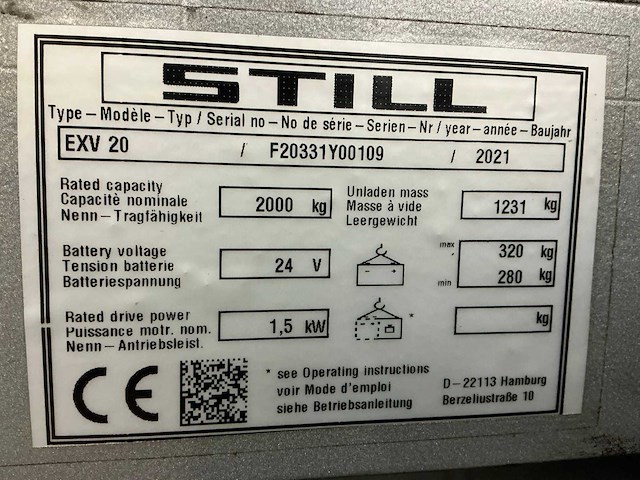 STILL
Type – Modèle – Typ / Serial no – No de série – Serien – Nr / year – année – Baujahr
EXV 20 / F20331Y00109 / 2021
Rated capacity
Capacité nominale
Nenn – Tragfähigkeit
2000 kg
Unladen mass
Masse à vide
Leergewicht
1231 kg
Battery voltage
Tension batterie
Batteriespannung
24 V
- +
max. 320 kg
min 280 kg
Rated drive power
Puissance motr. nom.
Nenn – Antriebsleist.
1,5 kW
*
kg
CE
* see Operating instructions
voir Mode d'emploi
siehe Betriebsanleitung
D – 22113 Hamburg
Berzeliusstraße 10